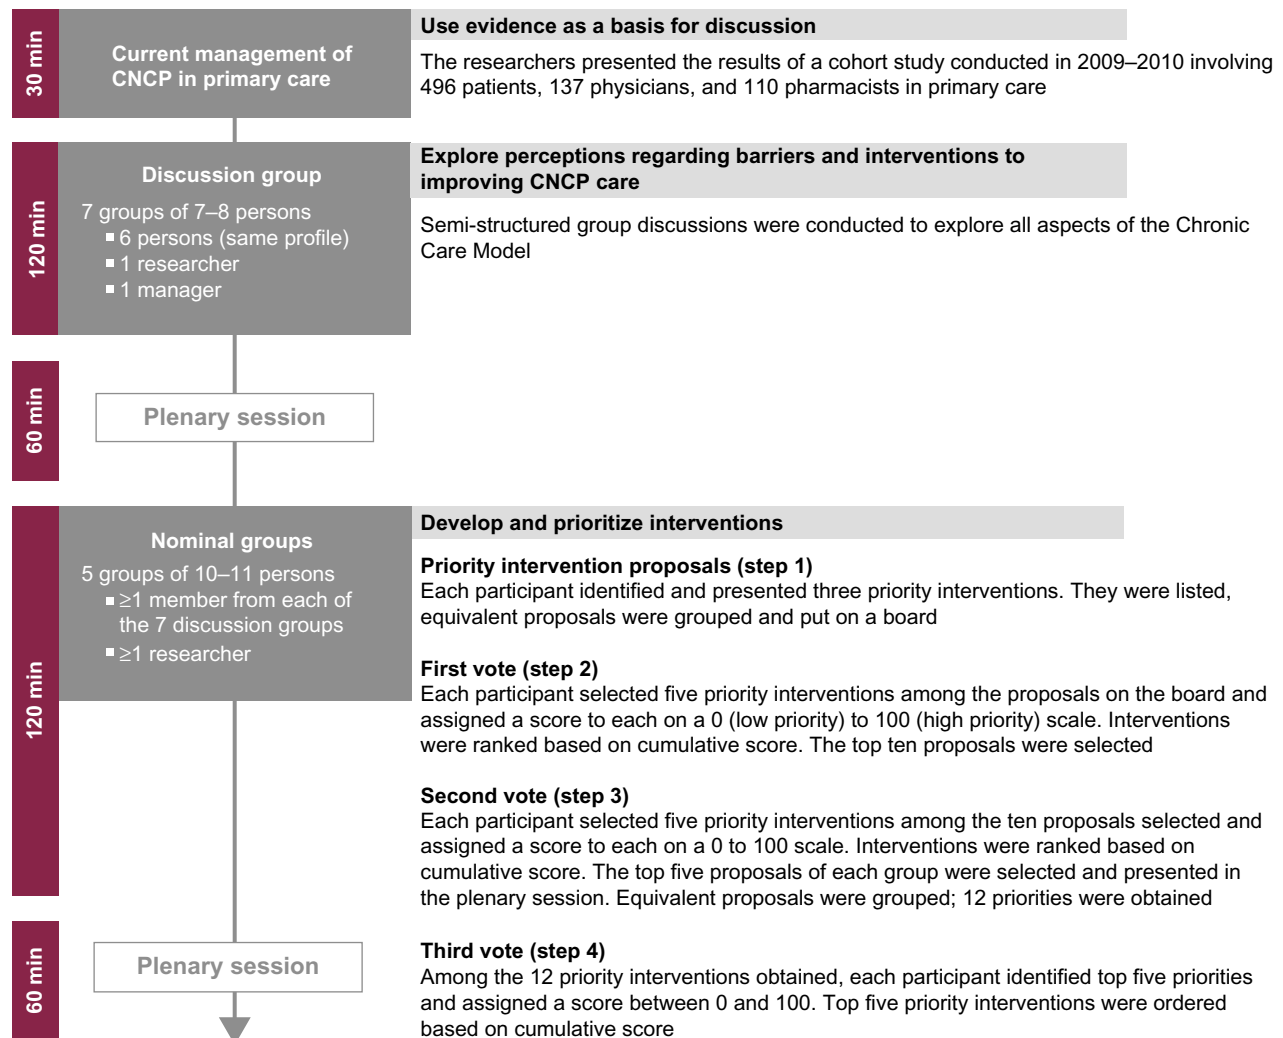 30 min
Current management of
CNCP in primary care
Use evidence as a basis for discussion
The researchers presented the results of a cohort study conducted in 2009–2010 involving
496 patients, 137 physicians, and 110 pharmacists in primary care
120 min
Discussion group
7 groups of 7–8 persons
▪ 6 persons (same profile)
▪ 1 researcher
▪ 1 manager
Explore perceptions regarding barriers and interventions to
improving CNCP care
Semi-structured group discussions were conducted to explore all aspects of the Chronic
Care Model
60 min
Plenary session
120 min
Nominal groups
5 groups of 10–11 persons
▪ ≥1 member from each of
the 7 discussion groups
▪ ≥1 researcher
Develop and prioritize interventions
Priority intervention proposals (step 1)
Each participant identified and presented three priority interventions. They were listed,
equivalent proposals were grouped and put on a board
First vote (step 2)
Each participant selected five priority interventions among the proposals on the board and
assigned a score to each on a 0 (low priority) to 100 (high priority) scale. Interventions
were ranked based on cumulative score. The top ten proposals were selected
Second vote (step 3)
Each participant selected five priority interventions among the ten proposals selected and
assigned a score to each on a 0 to 100 scale. Interventions were ranked based on
cumulative score. The top five proposals of each group were selected and presented in
the plenary session. Equivalent proposals were grouped; 12 priorities were obtained
60 min
Plenary session
Third vote (step 4)
Among the 12 priority interventions obtained, each participant identified top five priorities
and assigned a score between 0 and 100. Top five priority interventions were ordered
based on cumulative score